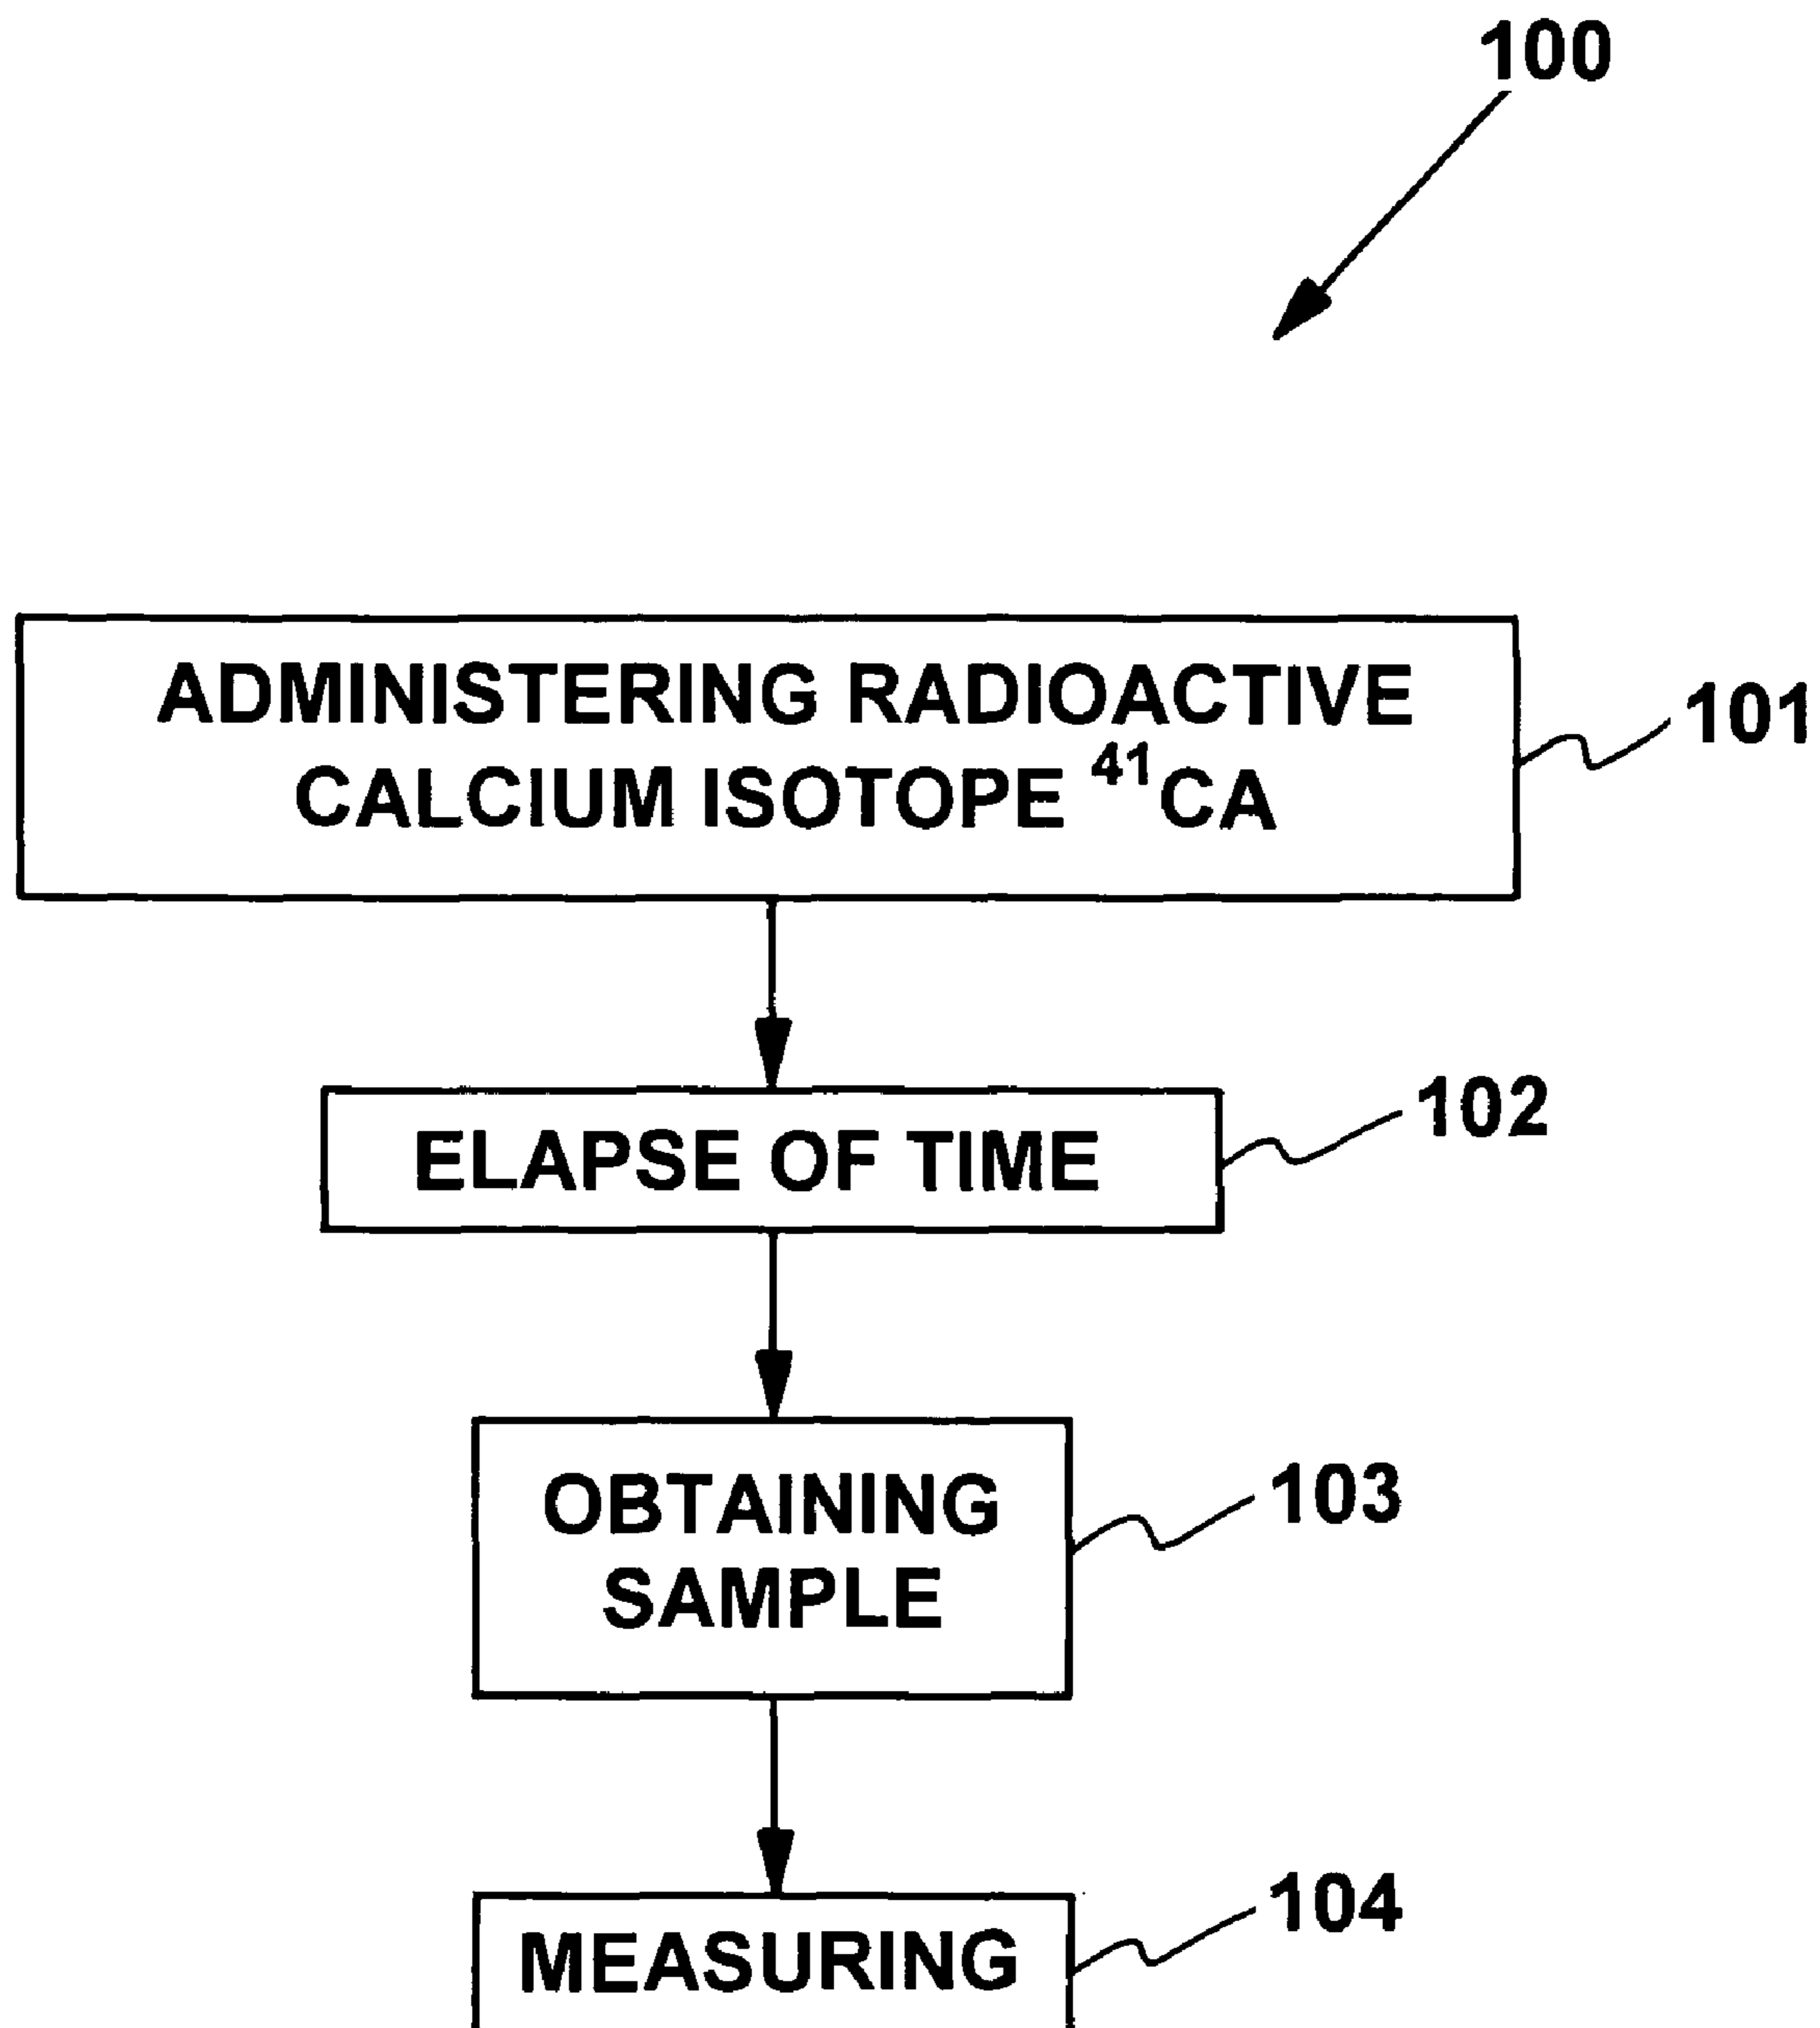 100
ADMINISTERING RADIOACTIVE
CALCIUM ISOTOPE ⁴¹CA
101
ELAPSE OF TIME
102
OBTAINING
SAMPLE
103
MEASURING
104